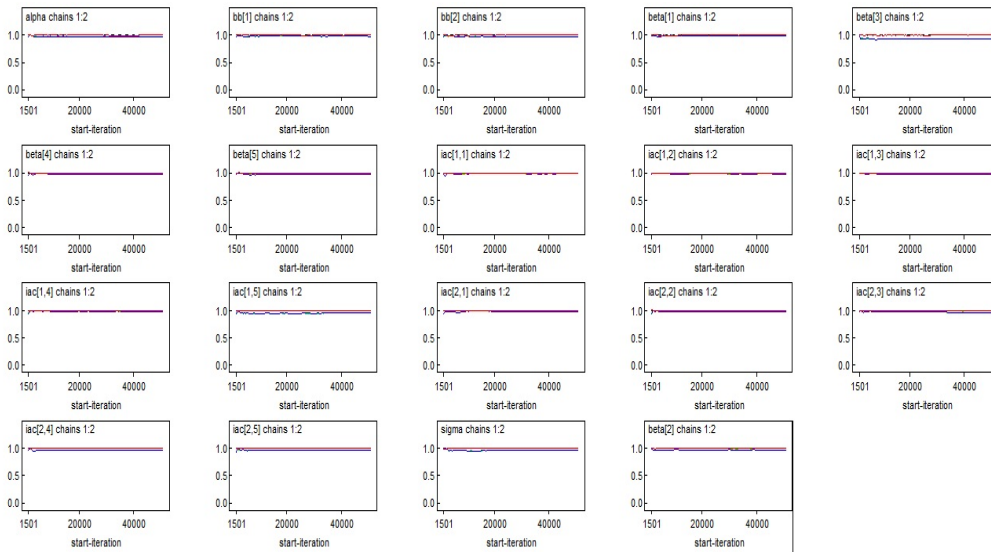 alpha chains 1:2
1.0
0.5
0.0
1501 20000 40000
start-iteration
bb[1] chains 1:2
1.0
0.5
0.0
1501 20000 40000
start-iteration
bb[2] chains 1:2
1.0
0.5
0.0
1501 20000 40000
start-iteration
beta[1] chains 1:2
1.0
0.5
0.0
1501 20000 40000
start-iteration
beta[3] chains 1:2
1.0
0.5
0.0
1501 20000 40000
start-iteration
beta[4] chains 1:2
1.0
0.5
0.0
1501 20000 40000
start-iteration
beta[5] chains 1:2
1.0
0.5
0.0
1501 20000 40000
start-iteration
iac[1,1] chains 1:2
1.0
0.5
0.0
1501 20000 40000
start-iteration
iac[1,2] chains 1:2
1.0
0.5
0.0
1501 20000 40000
start-iteration
iac[1,3] chains 1:2
1.0
0.5
0.0
1501 20000 40000
start-iteration
iac[1,4] chains 1:2
1.0
0.5
0.0
1501 20000 40000
start-iteration
iac[1,5] chains 1:2
1.0
0.5
0.0
1501 20000 40000
start-iteration
iac[2,1] chains 1:2
1.0
0.5
0.0
1501 20000 40000
start-iteration
iac[2,2] chains 1:2
1.0
0.5
0.0
1501 20000 40000
start-iteration
iac[2,3] chains 1:2
1.0
0.5
0.0
1501 20000 40000
start-iteration
iac[2,4] chains 1:2
1.0
0.5
0.0
1501 20000 40000
start-iteration
iac[2,5] chains 1:2
1.0
0.5
0.0
1501 20000 40000
start-iteration
sigma chains 1:2
1.0
0.5
0.0
1501 20000 40000
start-iteration
beta[2] chains 1:2
1.0
0.5
0.0
1501 20000 40000
start-iteration